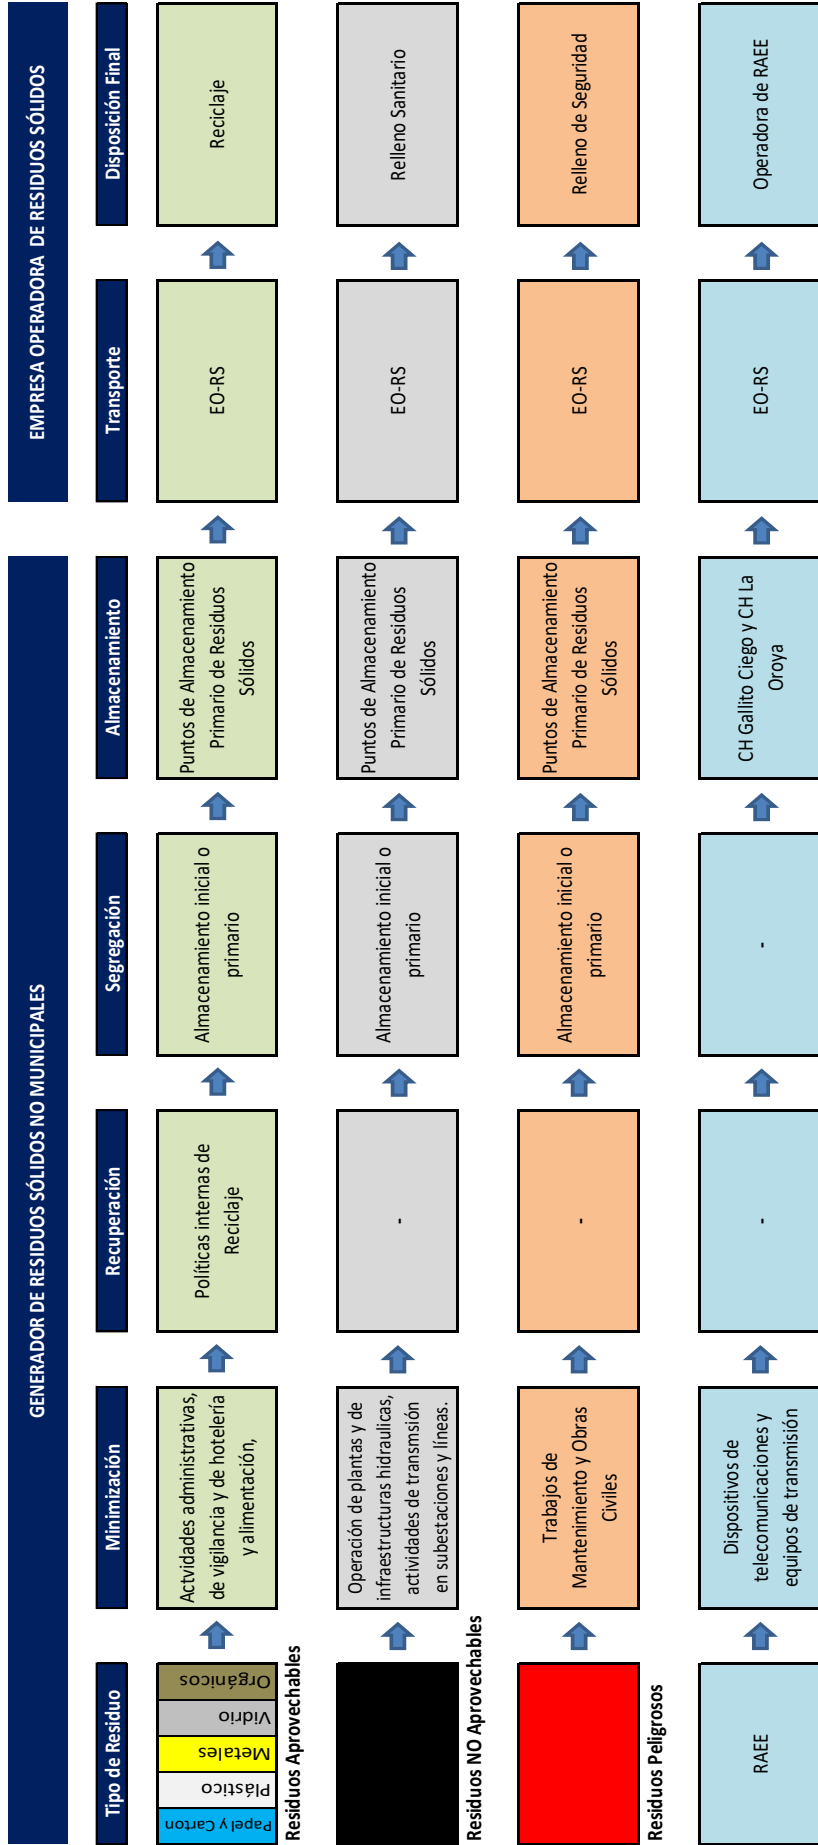 GENERADOR DE RESIDUOS SÓLIDOS NO MUNICIPALES
EMPRESA OPERADORA DE RESIDUOS SÓLIDOS
Tipo de Residuo
Minimización
Recuperación
Segregación
Almacenamiento
Transporte
Disposición Final
Papel y Carton
Plástico
Metales
Vidrio
Orgánicos
Residuos Aprovechables
Actvidades administrativas,
de vigilancia y de hotelería
y alimentación,
Políticas internas de
Reciclaje
Almacenamiento inicial o
primario
Puntos de Almacenamiento
Primario de Residuos
Sólidos
EO-RS
Reciclaje
Residuos NO Aprovechables
Operación de plantas y de
infraestructuras hidraulicas,
actividades de transmsión
en subestaciones y líneas.
-
Almacenamiento inicial o
primario
Puntos de Almacenamiento
Primario de Residuos
Sólidos
EO-RS
Relleno Sanitario
Residuos Peligrosos
Trabajos de
Mantenimiento y Obras
Civiles
-
Almacenamiento inicial o
primario
Puntos de Almacenamiento
Primario de Residuos
Sólidos
EO-RS
Relleno de Seguridad
RAEE
Dispositivos de
telecomunicaciones y
equipos de transmisión
-
-
CH Gallito Ciego y CH La
Oroya
EO-RS
Operadora de RAEE